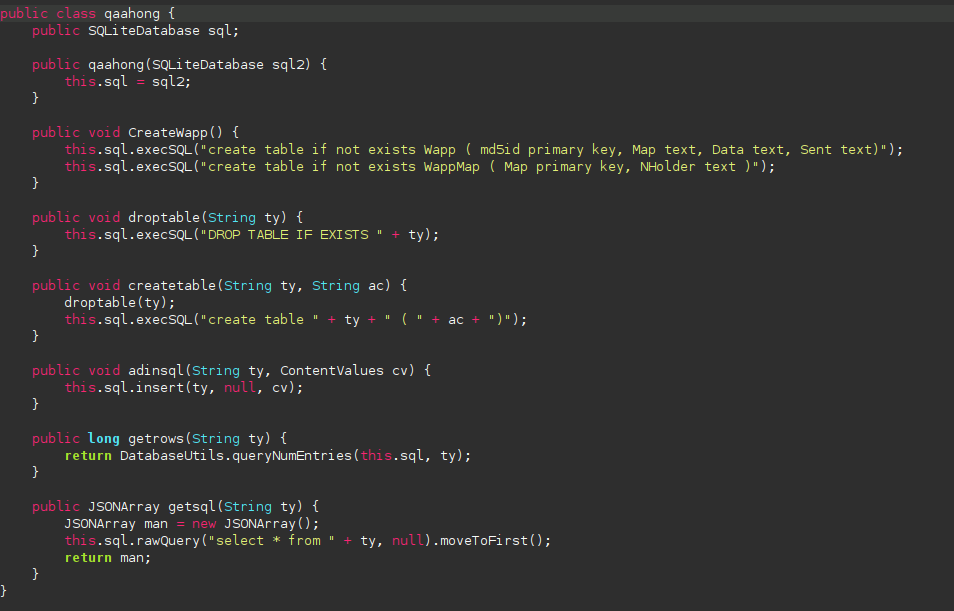 public class qaahong {
    public SQLiteDatabase sql;

    public qaahong(SQLiteDatabase sql2) {
        this.sql = sql2;
    }

    public void CreateWapp() {
        this.sql.execSQL("create table if not exists Wapp ( md5id primary key, Map text, Data text, Sent text)");
        this.sql.execSQL("create table if not exists WappMap ( Map primary key, NHolder text )");
    }

    public void droptable(String ty) {
        this.sql.execSQL("DROP TABLE IF EXISTS " + ty);
    }

    public void createtable(String ty, String ac) {
        droptable(ty);
        this.sql.execSQL("create table " + ty + " ( " + ac + ")");
    }

    public void adinsql(String ty, ContentValues cv) {
        this.sql.insert(ty, null, cv);
    }

    public long getrows(String ty) {
        return DatabaseUtils.queryNumEntries(this.sql, ty);
    }

    public JSONArray getsql(String ty) {
        JSONArray man = new JSONArray();
        this.sql.rawQuery("select * from " + ty, null).moveToFirst();
        return man;
    }
}